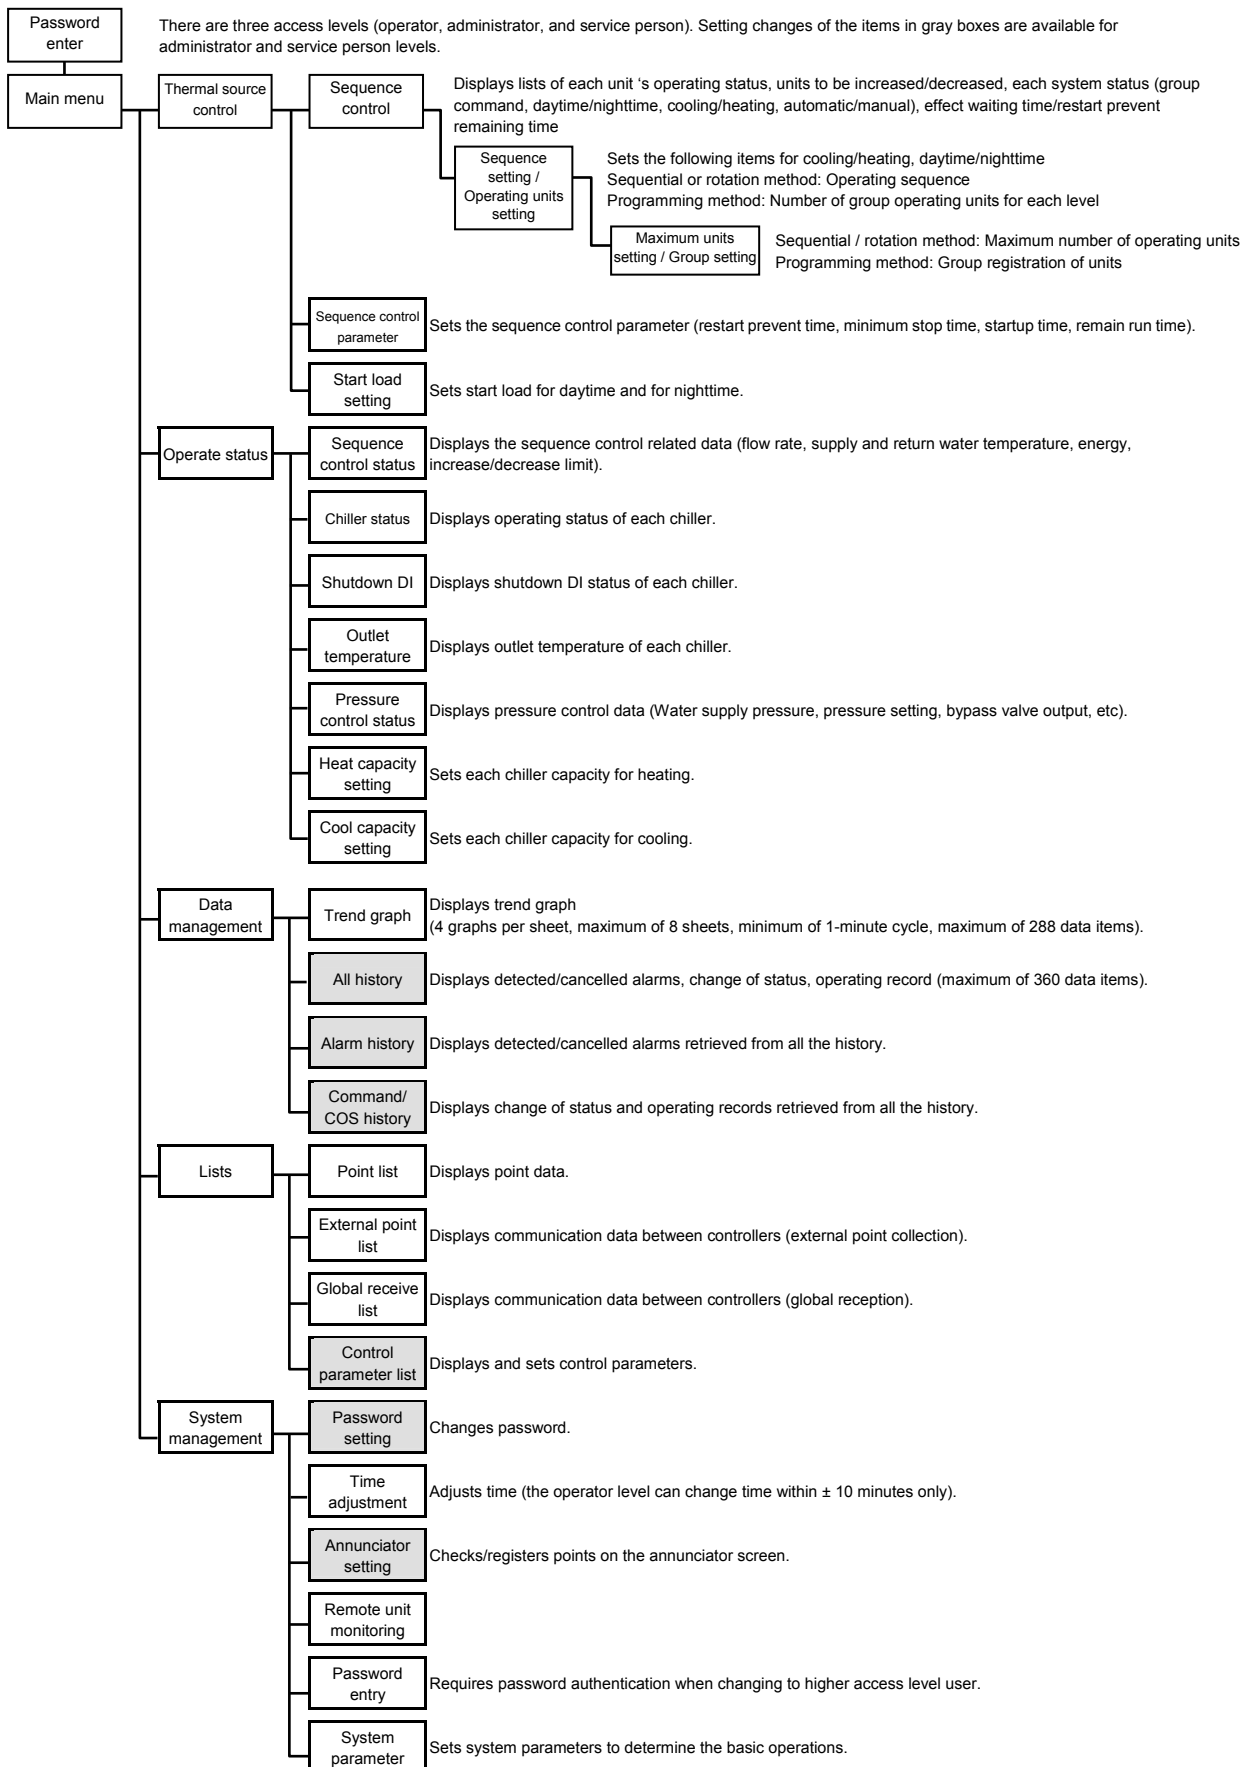 Password
enter
There are three access levels (operator, administrator, and service person). Setting changes of the items in gray boxes are available for
administrator and service person levels.
Main menu
Thermal source
control
Sequence
control
Displays lists of each unit 's operating status, units to be increased/decreased, each system status (group
command, daytime/nighttime, cooling/heating, automatic/manual), effect waiting time/restart prevent
remaining time
Sequence
setting /
Operating units
setting
Sets the following items for cooling/heating, daytime/nighttime
Sequential or rotation method: Operating sequence
Programming method: Number of group operating units for each level
Maximum units
setting / Group setting
Sequential / rotation method: Maximum number of operating units
Programming method: Group registration of units
Sequence control
parameter
Sets the sequence control parameter (restart prevent time, minimum stop time, startup time, remain run time).
Start load
setting
Sets start load for daytime and for nighttime.
Operate status
Sequence
control status
Displays the sequence control related data (flow rate, supply and return water temperature, energy,
increase/decrease limit).
Chiller status
Displays operating status of each chiller.
Shutdown DI
Displays shutdown DI status of each chiller.
Outlet
temperature
Displays outlet temperature of each chiller.
Pressure
control status
Displays pressure control data (Water supply pressure, pressure setting, bypass valve output, etc).
Heat capacity
setting
Sets each chiller capacity for heating.
Cool capacity
setting
Sets each chiller capacity for cooling.
Data
management
Trend graph
Displays trend graph
(4 graphs per sheet, maximum of 8 sheets, minimum of 1-minute cycle, maximum of 288 data items).
All history
Displays detected/cancelled alarms, change of status, operating record (maximum of 360 data items).
Alarm history
Displays detected/cancelled alarms retrieved from all the history.
Command/
COS history
Displays change of status and operating records retrieved from all the history.
Lists
Point list
Displays point data.
External point
list
Displays communication data between controllers (external point collection).
Global receive
list
Displays communication data between controllers (global reception).
Control
parameter list
Displays and sets control parameters.
System
management
Password
setting
Changes password.
Time
adjustment
Adjusts time (the operator level can change time within ± 10 minutes only).
Annunciator
setting
Checks/registers points on the annunciator screen.
Remote unit
monitoring
Password
entry
Requires password authentication when changing to higher access level user.
System
parameter
Sets system parameters to determine the basic operations.